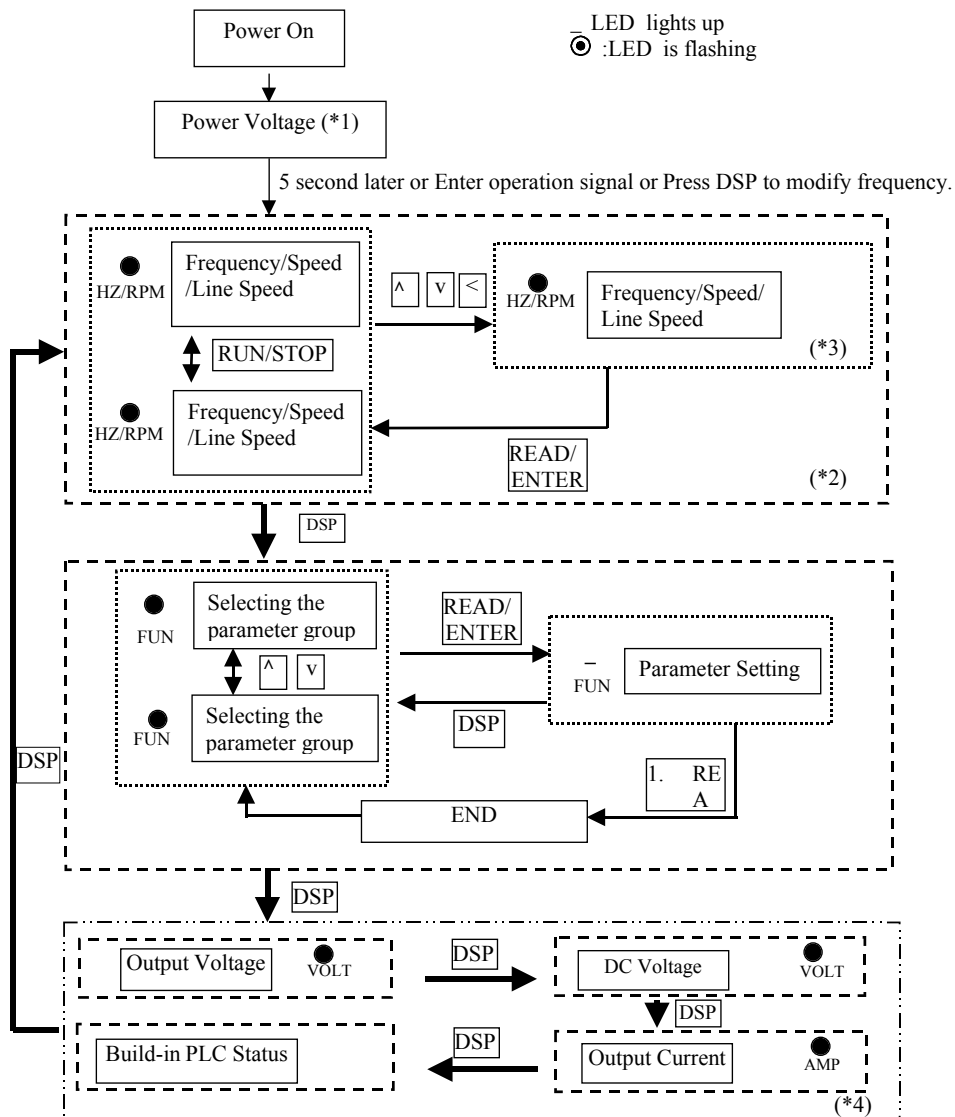 Power On
_ LED lights up
:LED is flashing
Power Voltage (*1)
5 second later or Enter operation signal or Press DSP to modify frequency.
Frequency/Speed
/Line Speed
HZ/RPM
^ v <
HZ/RPM
Frequency/Speed/
Line Speed
(*3)
RUN/STOP
Frequency/Speed
/Line Speed
HZ/RPM
READ/
ENTER
(*2)
DSP
Selecting the
parameter group
FUN
READ/
ENTER
_
FUN
Parameter Setting
^ v
Selecting the
parameter group
FUN
DSP
DSP
1. RE
A
END
DSP
Output Voltage
VOLT
DSP
DC Voltage
VOLT
DSP
Build-in PLC Status
DSP
Output Current
AMP
(*4)